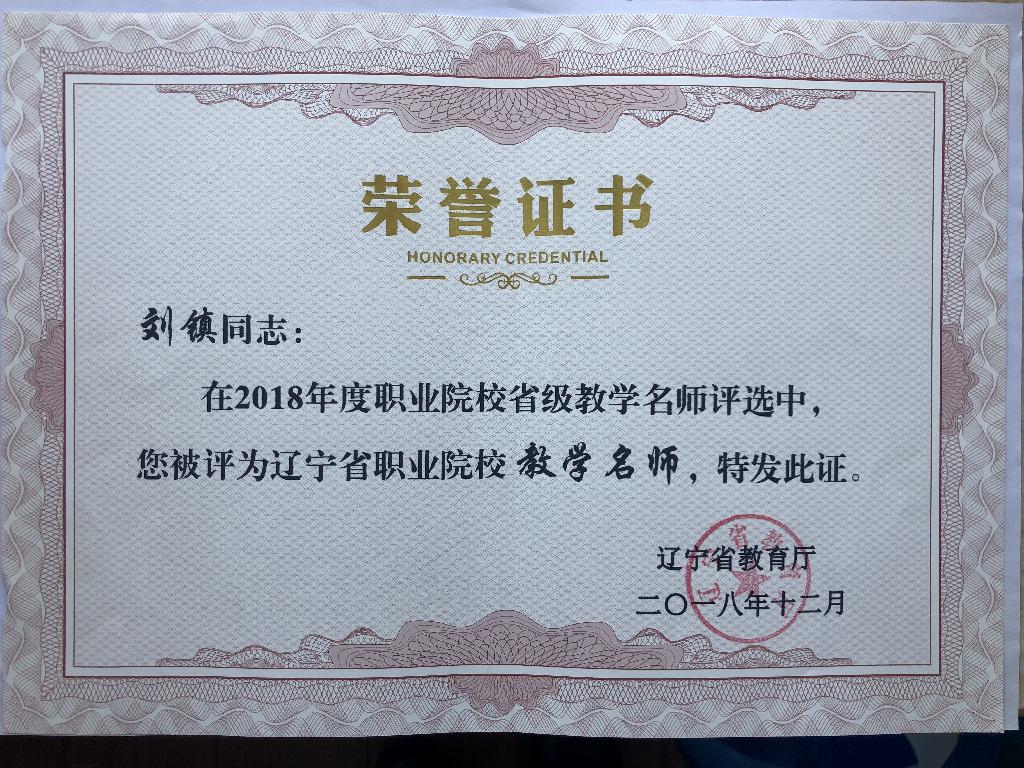 荣誉证书
HONORARY CREDENTIAL
刘镇同志：
在2018年度职业院校省级教学名师评选中，
您被评为辽宁省职业院校教学名师，特发此证。
辽宁省教育厅
二〇一八年十二月